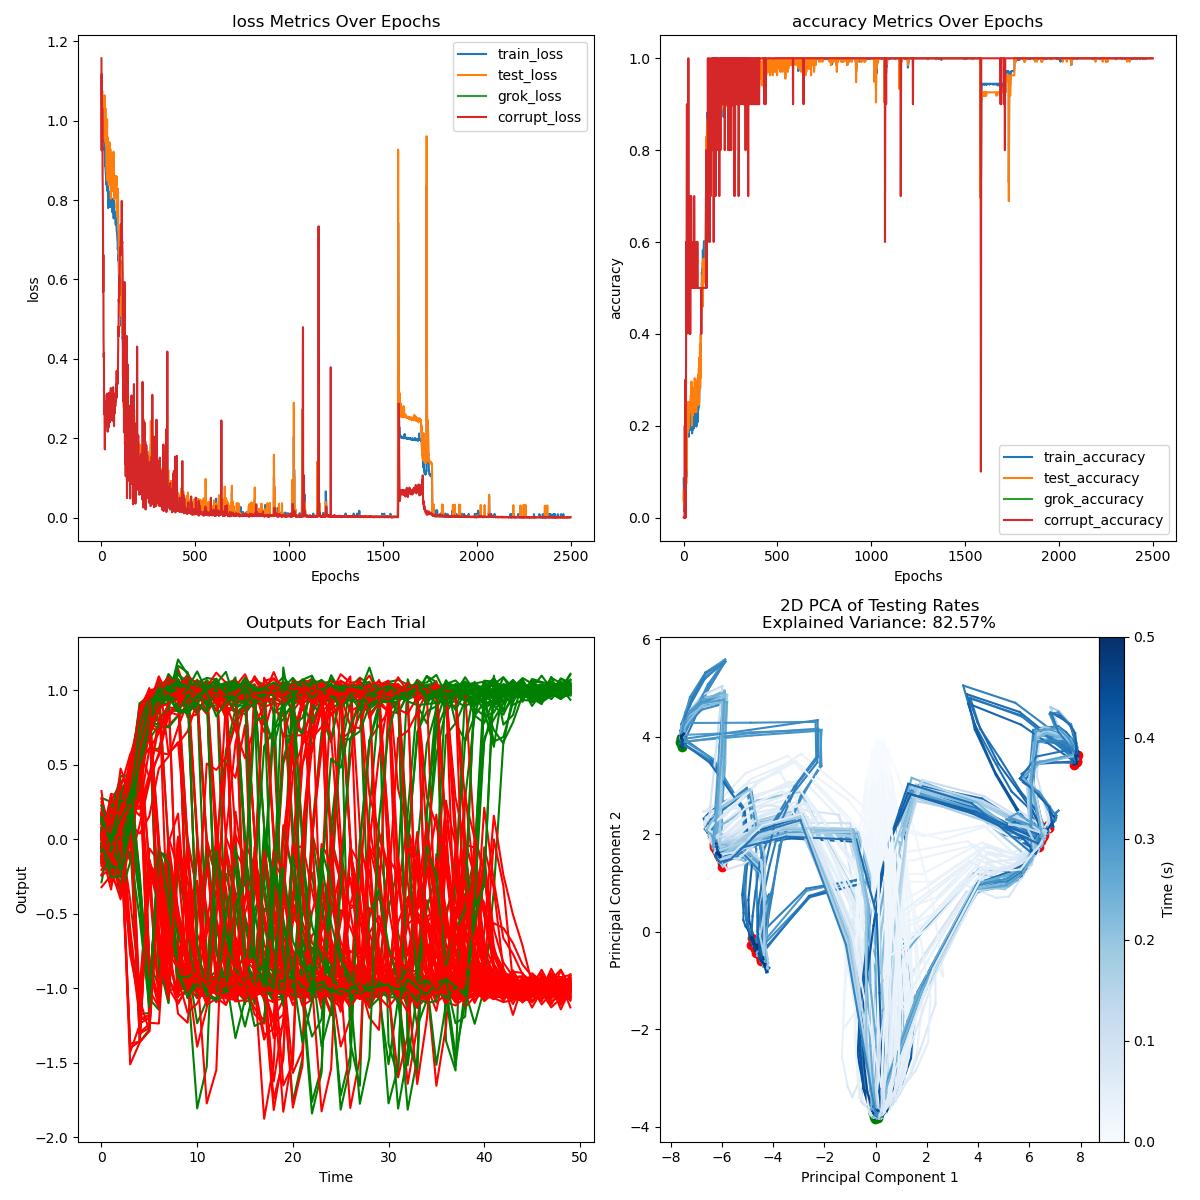 loss Metrics Over Epochs
1.2
1.0
0.8
0.6
0.4
0.2
0.0
loss
0
500
1000
1500
2000
2500
Epochs
train_loss
test_loss
grok_loss
corrupt_loss
accuracy Metrics Over Epochs
1.0
0.8
0.6
0.4
0.2
0.0
accuracy
0
500
1000
1500
2000
2500
Epochs
train_accuracy
test_accuracy
grok_accuracy
corrupt_accuracy
Outputs for Each Trial
1.0
0.5
0.0
−0.5
−1.0
−1.5
−2.0
Output
0
10
20
30
40
50
Time
2D PCA of Testing Rates
Explained Variance: 82.57%
6
4
2
0
−2
−4
Principal Component 2
−8
−6
−4
−2
0
2
4
6
8
Principal Component 1
0.5
0.4
0.3
0.2
0.1
0.0
Time (s)